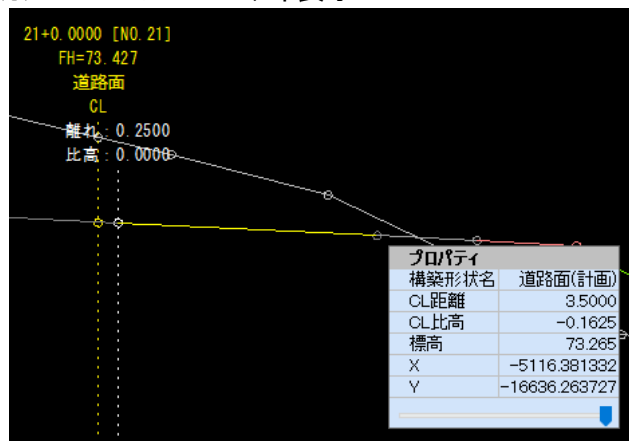 21+0.0000 [NO.21]
FH=73.427
道路面
CL
離れ : 0.2500
比高 : 0.0000
プロパティ
構築形状名 道路面(計画)
CL距離 3.5000
CL比高 -0.1625
標高 73.265
X -5116.381332
Y -16636.263727